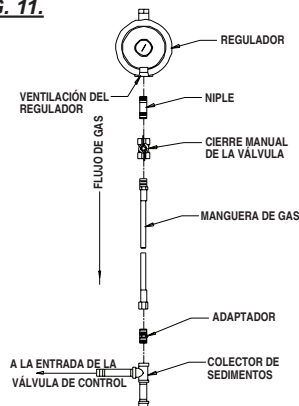 G. 11.
REGULADOR
VENTILACIÓN DEL
REGULADOR
NIPLE
CIERRE MANUAL
DE LA VÁLVULA
FLUJO DE GAS
MANGUERA DE GAS
ADAPTADOR
A LA ENTRADA DE LA
VÁLVULA DE CONTROL
COLECTOR DE
SEDIMENTOS